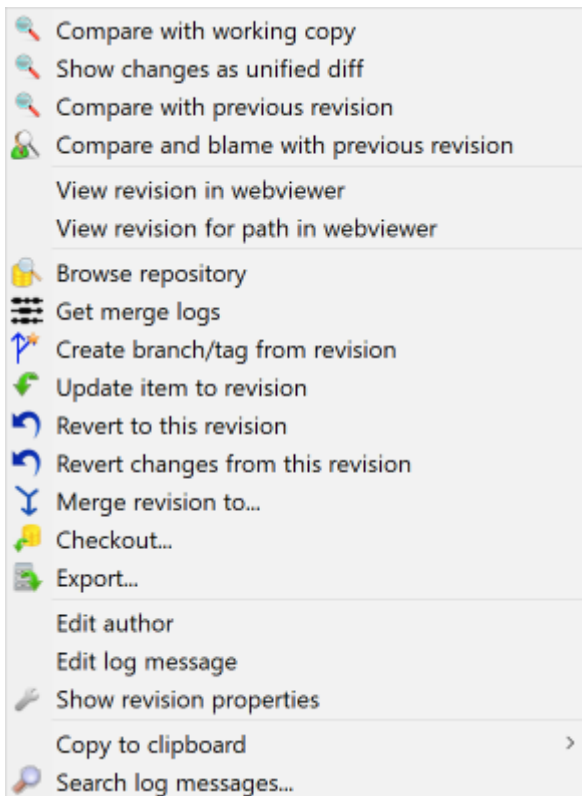 Compare with working copy
Show changes as unified diff
Compare with previous revision
Compare and blame with previous revision
View revision in webviewer
View revision for path in webviewer
Browse repository
Get merge logs
Create branch/tag from revision
Update item to revision
Revert to this revision
Revert changes from this revision
Merge revision to...
Checkout...
Export...
Edit author
Edit log message
Show revision properties
Copy to clipboard
Search log messages...